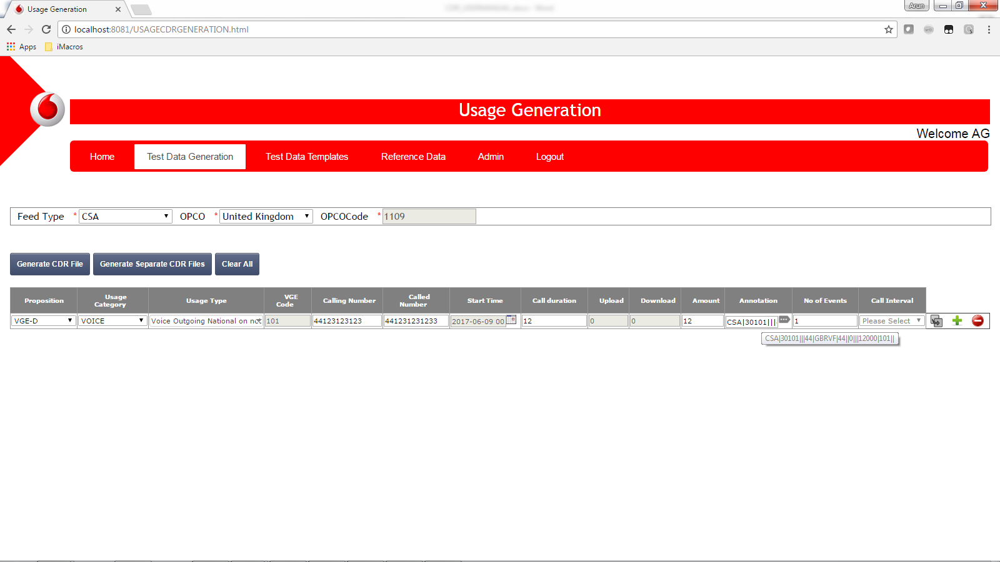 Usage Generation
Arun
localhost:8081/USAGECDRGENERATION.html
Apps iMacros
Usage Generation
Welcome AG
Home Test Data Generation Test Data Templates Reference Data Admin Logout
Feed Type * CSA OPCO * United Kingdom OPCOCode * 1109
Generate CDR File Generate Separate CDR Files Clear All
Proposition Usage Category Usage Type VGE Code Calling Number Called Number Start Time Call duration Upload Download Amount Annotation No of Events Call Interval
VGE-D VOICE Voice Outgoing National on net 101 44123123123 441231231233 2017-06-09 00 12 0 0 12 CSA|30101||| 1 Please Select
CSA|30101|||44|GBRVF|44||0|||12000|101||